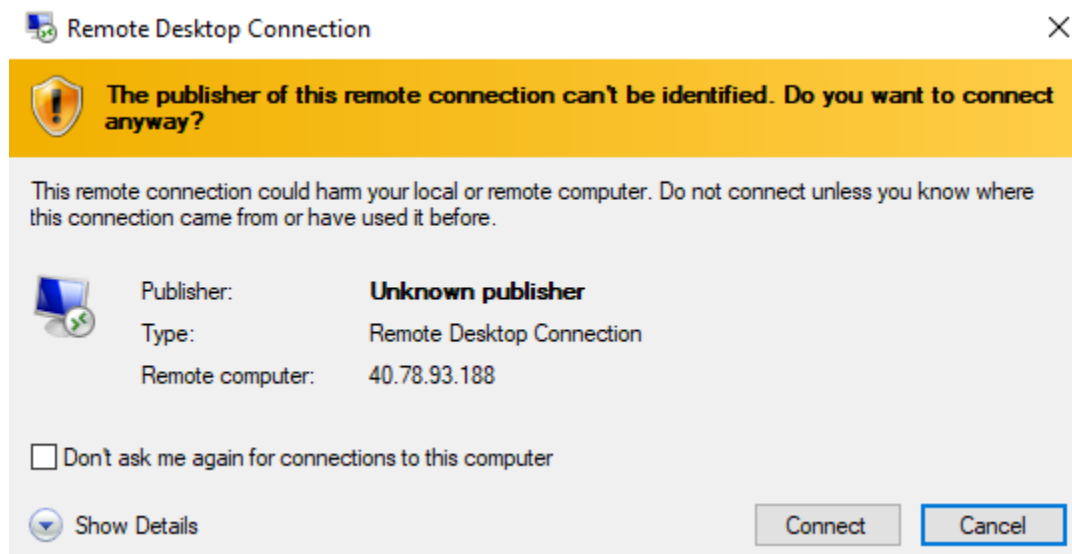 Remote Desktop Connection
The publisher of this remote connection can't be identified. Do you want to connect
anyway?
This remote connection could harm your local or remote computer. Do not connect unless you know where
this connection came from or have used it before.
Publisher: Unknown publisher
Type: Remote Desktop Connection
Remote computer: 40.78.93.188
Don't ask me again for connections to this computer
Show Details Connect Cancel